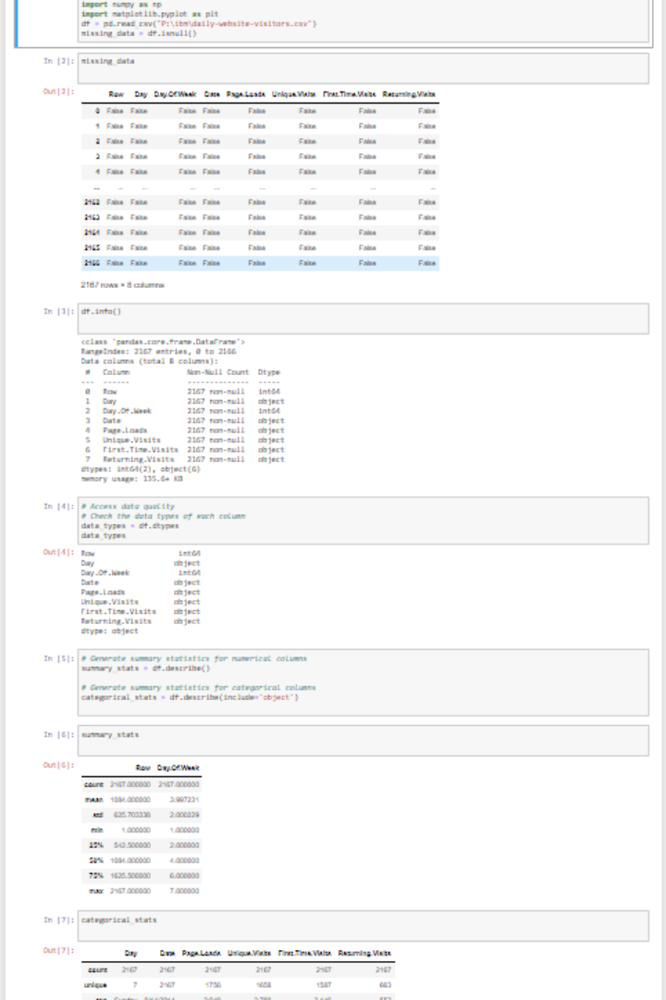 import numpy as np
import matplotlib.pyplot as plt
df = pd.read_csv("P:\ibm\daily-website-visitors.csv")
missing_data = df.isnull()
In [2]: missing_data
Out[2]:
Row Day Day.Of.Week Date Page.Loads Unique.Visits First.Time.Visits Returning.Visits
0 False False False False False False False False
1 False False False False False False False False
2 False False False False False False False False
3 False False False False False False False False
4 False False False False False False False False
... ... ... ... ... ... ... ... ...
2162 False False False False False False False False
2163 False False False False False False False False
2164 False False False False False False False False
2165 False False False False False False False False
2166 False False False False False False False False
2167 rows × 8 columns
In [3]: df.info()
<class 'pandas.core.frame.DataFrame'>
RangeIndex: 2167 entries, 0 to 2166
Data columns (total 8 columns):
# Column Non-Null Count Dtype
--- ------ -------------- -----
0 Row 2167 non-null int64
1 Day 2167 non-null object
2 Day.Of.Week 2167 non-null int64
3 Date 2167 non-null object
4 Page.Loads 2167 non-null object
5 Unique.Visits 2167 non-null object
6 First.Time.Visits 2167 non-null object
7 Returning.Visits 2167 non-null object
dtypes: int64(2), object(6)
memory usage: 135.6+ KB
In [4]: # Access data quality
# Check the data types of each column
data_types = df.dtypes
data_types
Out[4]: Row int64
Day object
Day.Of.Week int64
Date object
Page.Loads object
Unique.Visits object
First.Time.Visits object
Returning.Visits object
dtype: object
In [5]: # Generate summary statistics for numerical columns
summary_stats = df.describe()
# Generate summary statistics for categorical columns
categorical_stats = df.describe(include='object')
In [6]: summary_stats
Out[6]:
Row Day.Of.Week
count 2167.000000 2167.000000
mean 1084.000000 3.997231
std 625.703338 2.000229
min 1.000000 1.000000
25% 542.500000 2.000000
50% 1084.000000 4.000000
75% 1625.500000 6.000000
max 2167.000000 7.000000
In [7]: categorical_stats
Out[7]:
Day Date Page.Loads Unique.Visits First.Time.Visits Returning.Visits
count 2167 2167 2167 2167 2167 2167
unique 7 2167 1756 1658 1587 663